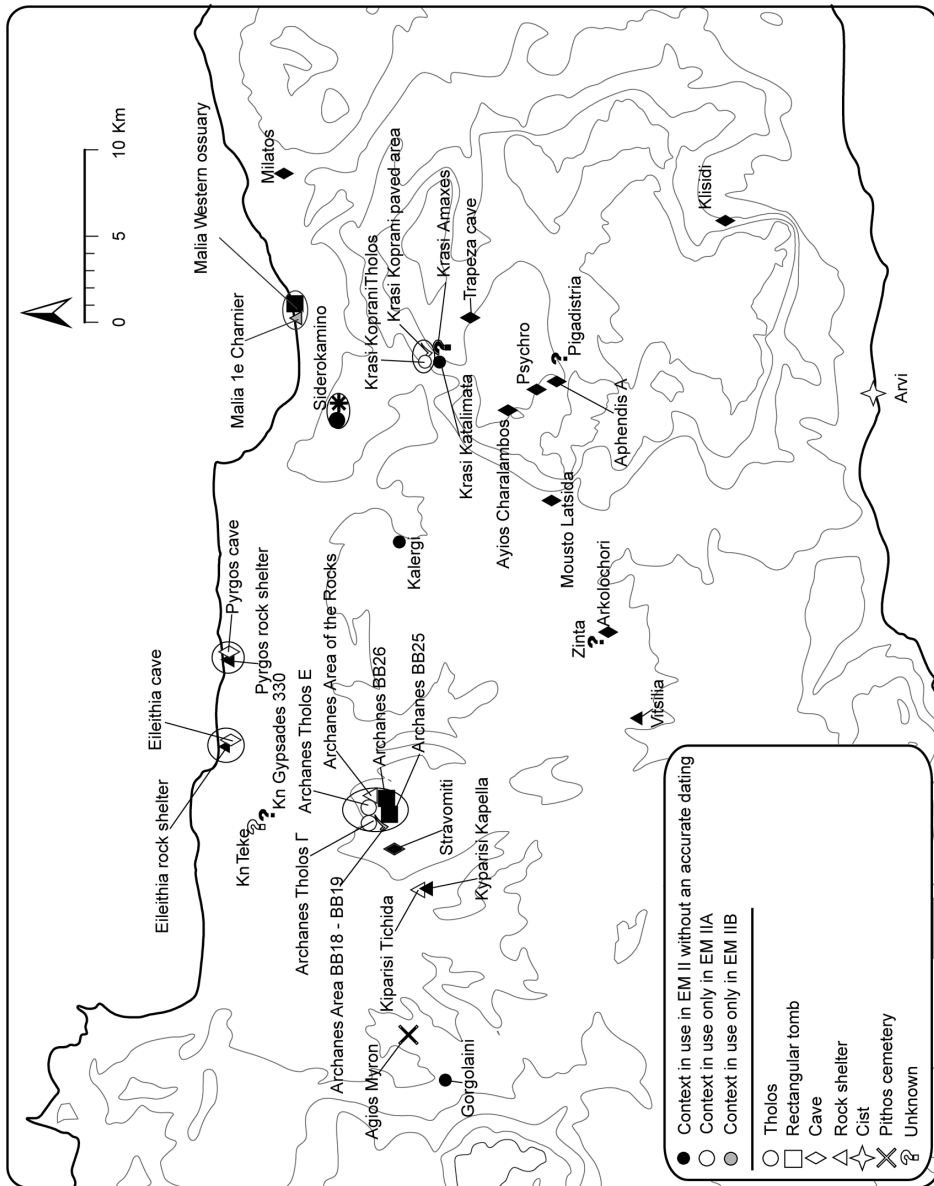 0 5 10 Km
Malia Western ossuary
Milatos
Malia 1e Charnier
Siderokamino
Krasi Koprani Tholos
Krasi Koprani paved area
Krasi Amaxes
Trapeza cave
Krasi Katalimata
Psychro
Pigadistria
Ayios Charalambos
Aphendis A
Mousto Latsida
Klisidi
Arvi
Kalergi
Pyrgos cave
Pyrgos rock shelter
Eileithia cave
Eileithia rock shelter
Kn Teke
Kn Gypsades 330
Archanes Tholos E
Archanes Area of the Rocks
Archanes BB26
Archanes BB25
Archanes Tholos Γ
Archanes Area BB18 - BB19
Stravomiti
Kyparisi Kapella
Kiparisi Tichida
Agios Myron
Gorgolaini
Zinta
Arkolochori
Vitsilia
Context in use in EM II without an accurate dating
Context in use only in EM IIA
Context in use only in EM IIB
Tholos
Rectangular tomb
Cave
Rock shelter
Cist
Pithos cemetery
Unknown